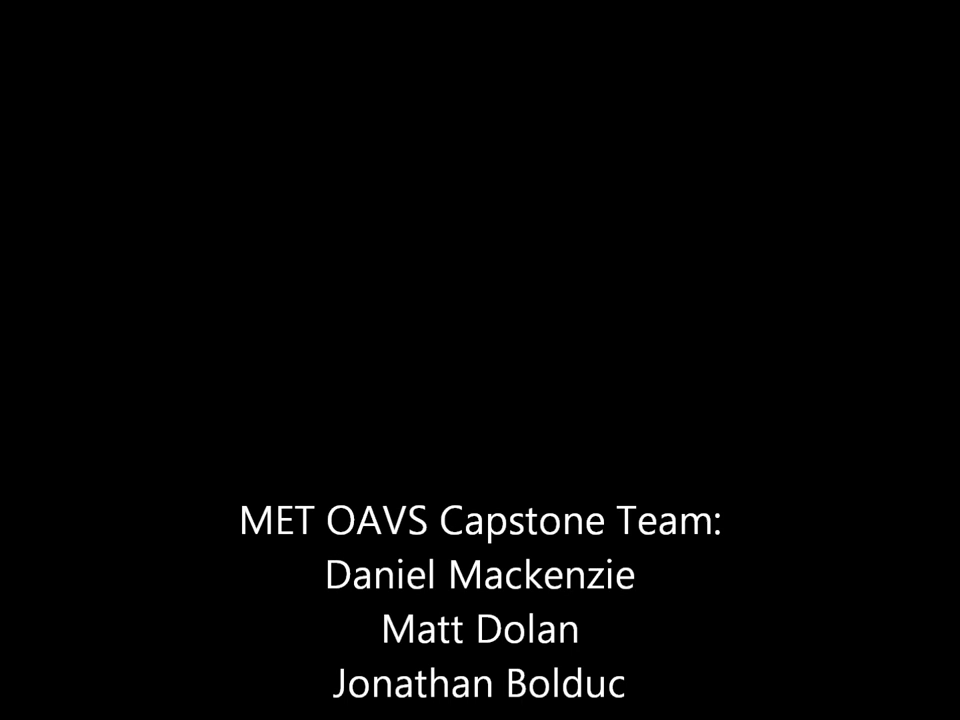 MET OAVS Capstone Team:
Daniel Mackenzie
Matt Dolan
Jonathan Bolduc